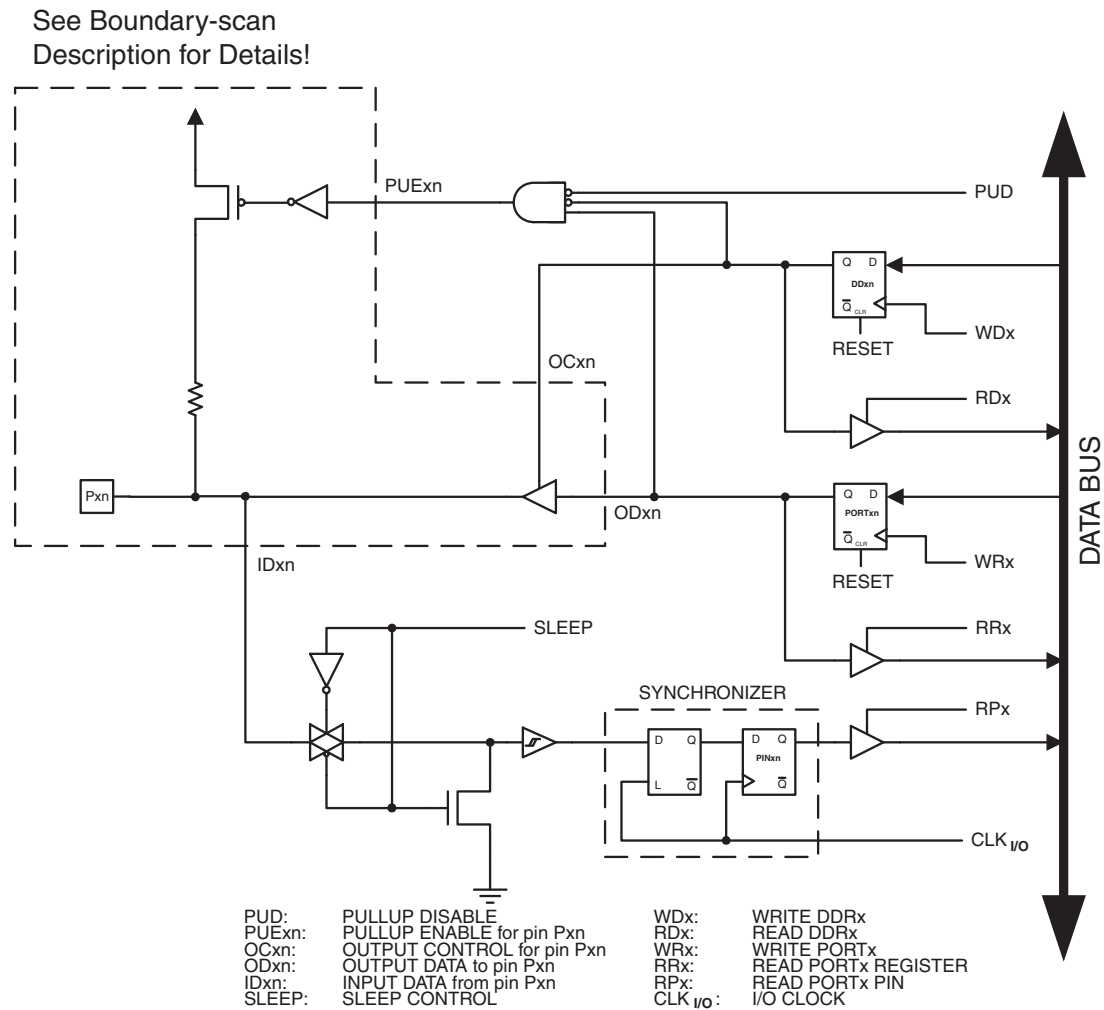 See Boundary-scan
Description for Details!
PUExn
PUD
Q D
DDxn
Q CLR
RESET
WDx
OCxn
RDx
Pxn
ODxn
Q D
PORTxn
Q CLR
RESET
WRx
IDxn
DATA BUS
SLEEP
RRx
SYNCHRONIZER
RPx
D Q
L Q
D Q
PINxn
Q
CLK I/O
PUD: PULLUP DISABLE
PUExn: PULLUP ENABLE for pin Pxn
OCxn: OUTPUT CONTROL for pin Pxn
ODxn: OUTPUT DATA to pin Pxn
IDxn: INPUT DATA from pin Pxn
SLEEP: SLEEP CONTROL
WDx: WRITE DDRx
RDx: READ DDRx
WRx: WRITE PORTx
RRx: READ PORTx REGISTER
RPx: READ PORTx PIN
CLK I/O : I/O CLOCK